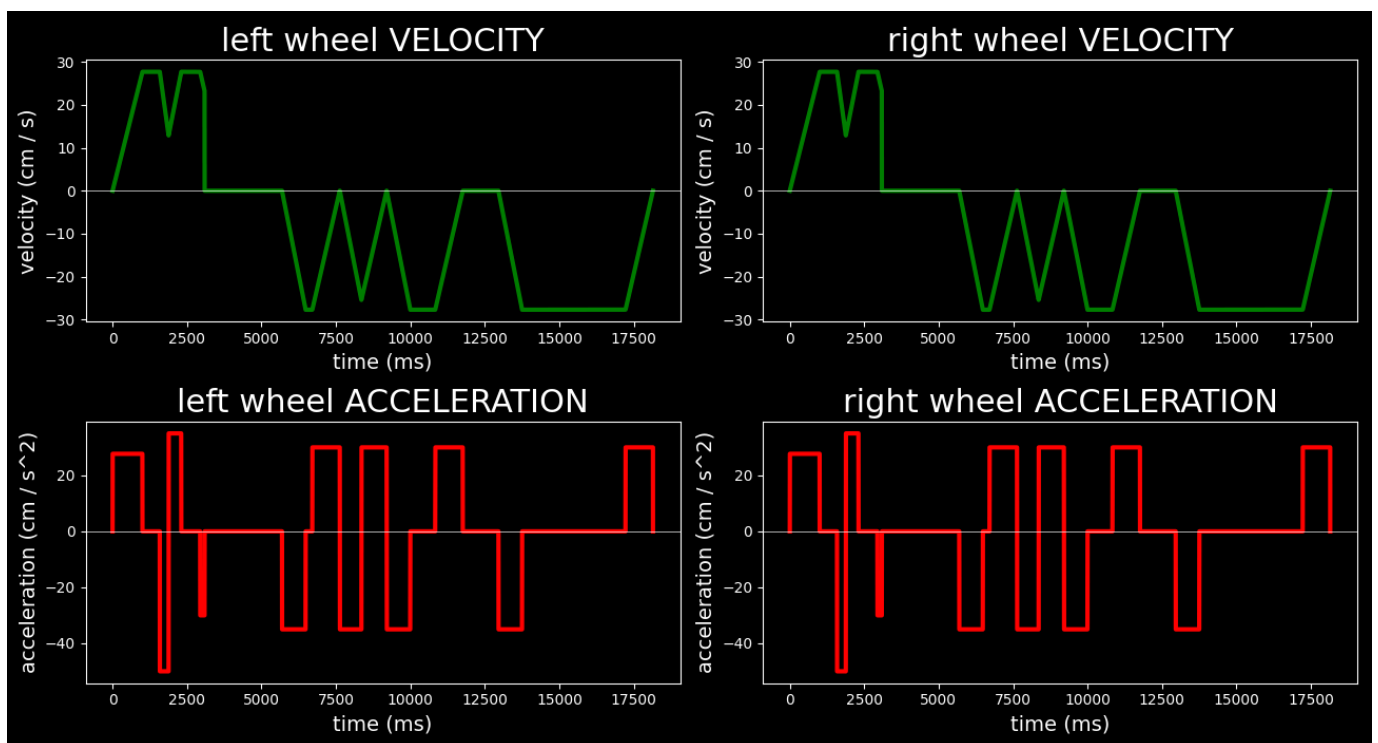 left wheel VELOCITY
right wheel VELOCITY
velocity (cm / s)
30
20
10
0
−10
−20
−30
0 2500 5000 7500 10000 12500 15000 17500
time (ms)
velocity (cm / s)
30
20
10
0
−10
−20
−30
0 2500 5000 7500 10000 12500 15000 17500
time (ms)
left wheel ACCELERATION
right wheel ACCELERATION
acceleration (cm / s^2)
20
0
−20
−40
0 2500 5000 7500 10000 12500 15000 17500
time (ms)
acceleration (cm / s^2)
20
0
−20
−40
0 2500 5000 7500 10000 12500 15000 17500
time (ms)